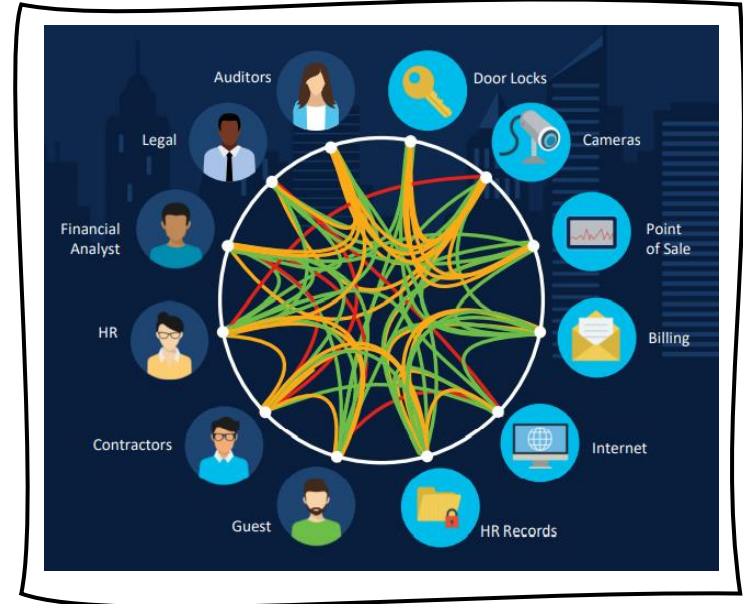 Auditors
Door Locks
Legal
Cameras
Financial
Analyst
Point
of Sale
HR
Billing
Contractors
Internet
Guest
HR Records